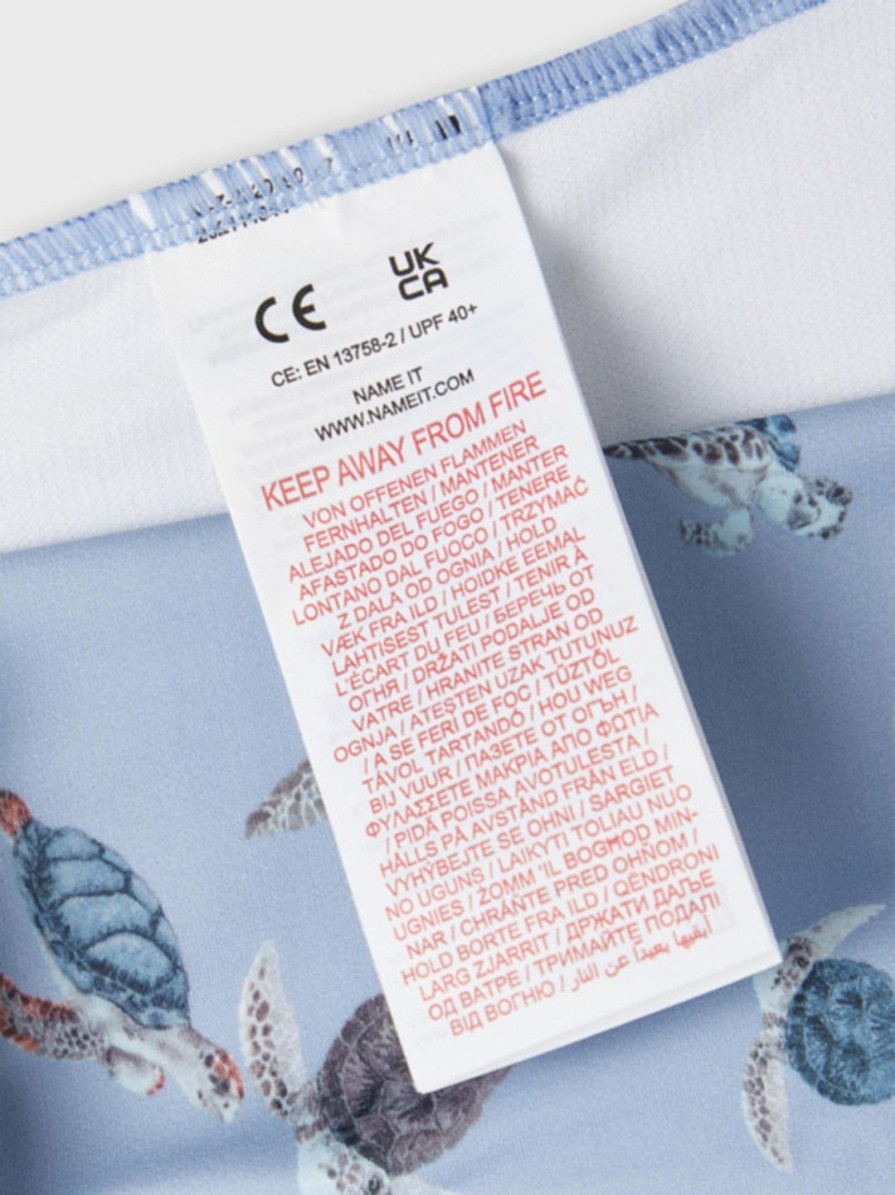 CE
UK
CA
CE: EN 13758-2 / UPF 40+
NAME IT
WWW.NAMEIT.COM
KEEP AWAY FROM FIRE
VON OFFENEN FLAMMEN
FERNHALTEN / MANTENER
ALEJADO DEL FUEGO / MANTER
AFASTADO DO FOGO / TENERE
LONTANO DAL FUOCO / TRZYMAĆ
Z DALA OD OGNIA / HOLD
VÆK FRA ILD / HOIDKE EEMAL
LAHTISEST TULEST / TENIR À
L'ÉCART DU FEU / БЕРЕЧЬ ОТ
ОГНЯ / DRŽATI PODALJE OD
VATRE / HRANITE STRAN OD
OGNJA / ATEŞTEN UZAK TUTUNUZ
/ A SE FERI DE FOC / TŰZTŐL
TÁVOL TARTANDÓ / HOU WEG
BIJ VUUR / ПАЗЕТЕ ОТ ОГЪН /
ΦΥΛΑΣΣΕΤΕ ΜΑΚΡΙΑ ΑΠΟ ΦΩΤΙΑ
/ PIDÄ POISSA AVOTULESTA /
HÅLLS PÅ AVSTÅND FRÅN ELD /
VYHÝBEJTE SE OHNI / SARGIET
NO UGUNS / LAIKYTI TOLIAU NUO
UGNIES / ŻOMM 'IL BOGĦOD MIN-
NAR / CHRÁŇTE PRED OHŇOM /
HOLD BORTE FRA ILD / QËNDRONI
LARG ZJARRIT / ДРЖАТИ ДАЉЕ
ОД ВАТРЕ / ТРИМАЙТЕ ПОДАЛІ
ВІД ВОГНЮ / أبقيها بعيداً عن النار